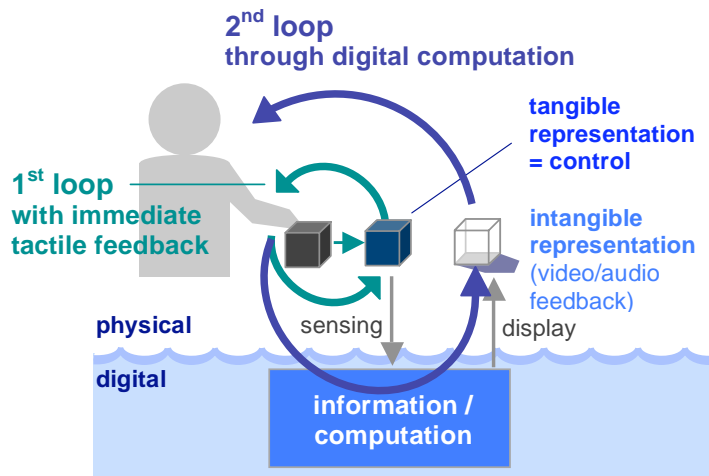 2nd loop
through digital computation
tangible
representation
= control
1st loop
with immediate
tactile feedback
intangible
representation
(video/audio
feedback)
physical
sensing
display
digital
information /
computation